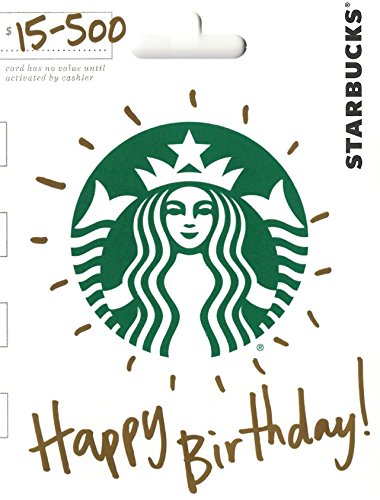 $ 15-500
card has no value until
activated by cashier
STARBUCKS®
®
Happy Birthday!